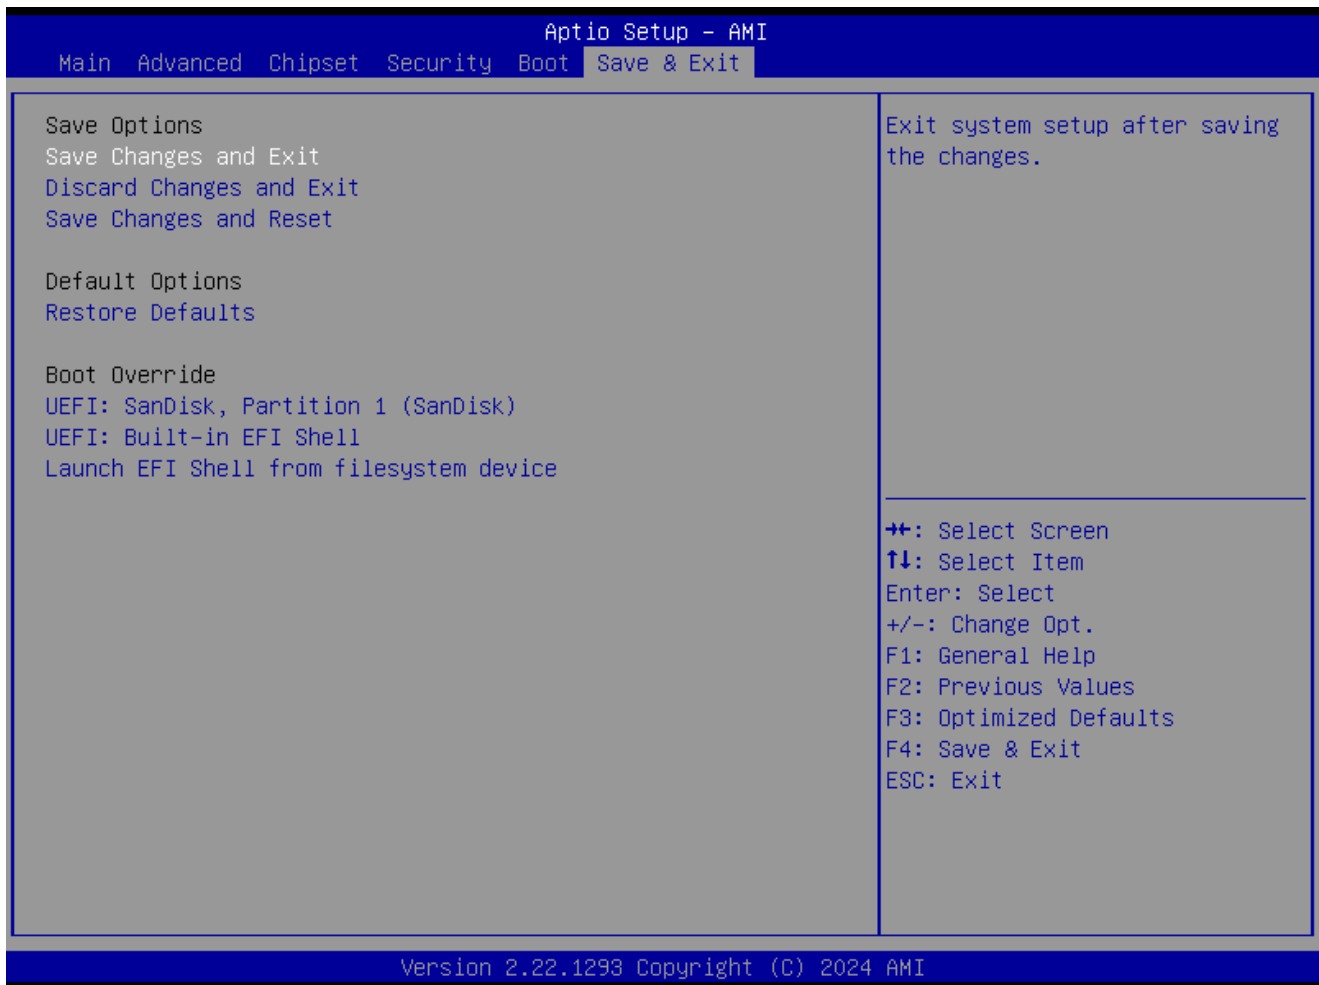 Aptio Setup – AMI
Main Advanced Chipset Security Boot Save & Exit
Save Options
Save Changes and Exit
Discard Changes and Exit
Save Changes and Reset
Default Options
Restore Defaults
Boot Override
UEFI: SanDisk, Partition 1 (SanDisk)
UEFI: Built-in EFI Shell
Launch EFI Shell from filesystem device
Exit system setup after saving
the changes.
→←: Select Screen
↑↓: Select Item
Enter: Select
+/-: Change Opt.
F1: General Help
F2: Previous Values
F3: Optimized Defaults
F4: Save & Exit
ESC: Exit
Version 2.22.1293 Copyright (C) 2024 AMI